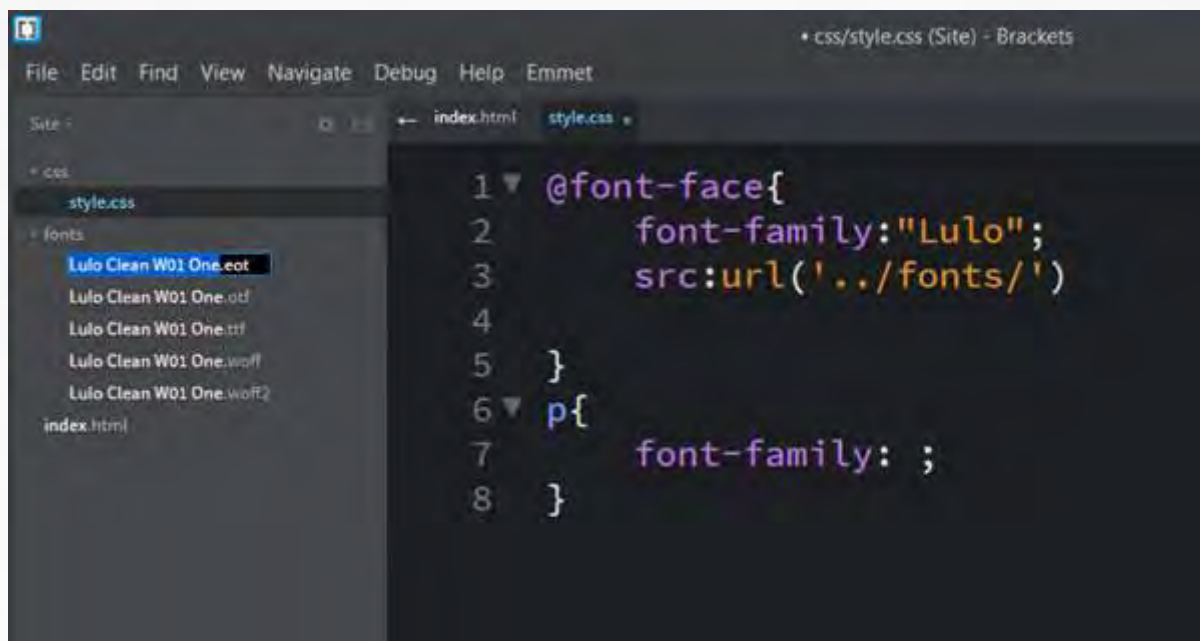 • css/style.css (Site) - Brackets
File Edit Find View Navigate Debug Help Emmet
Site
css
style.css
fonts
Lulo Clean W01 One.eot
Lulo Clean W01 One.otf
Lulo Clean W01 One.ttf
Lulo Clean W01 One.woff
Lulo Clean W01 One.woff2
index.html
← index.html style.css •
1 @font-face{
2 font-family:"Lulo";
3 src:url('../fonts/')
4
5 }
6 p{
7 font-family: ;
8 }